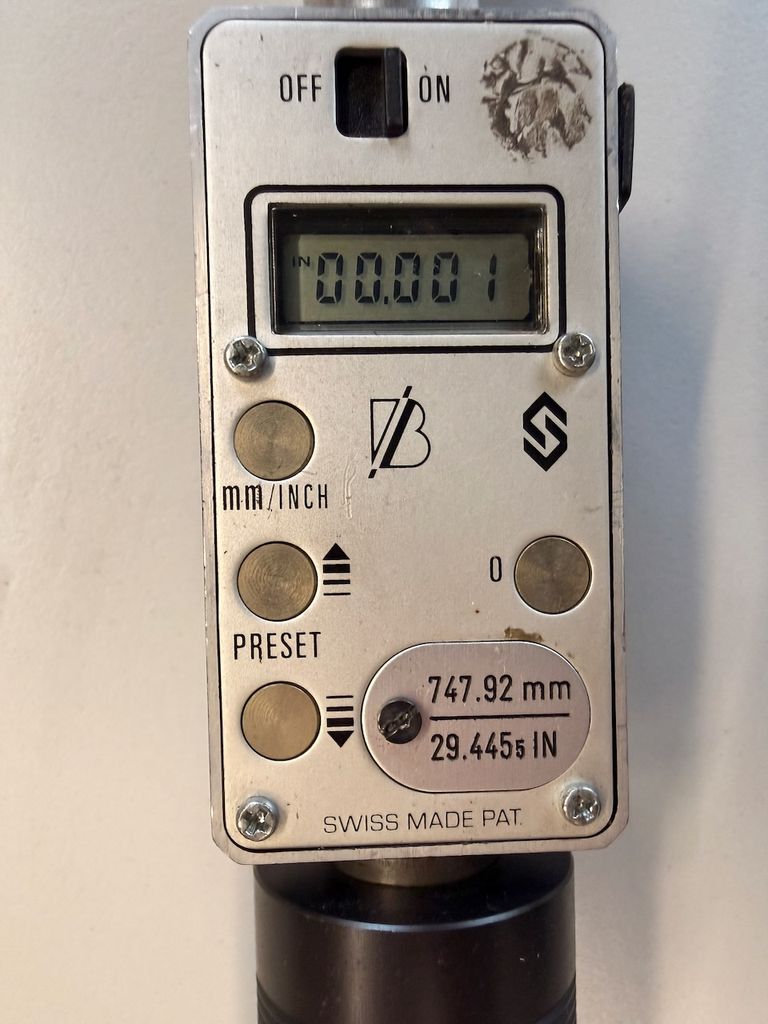 OFF ON
IN 00.001
mm/INCH
0
PRESET
747.92 mm
29.4455 IN
SWISS MADE PAT.